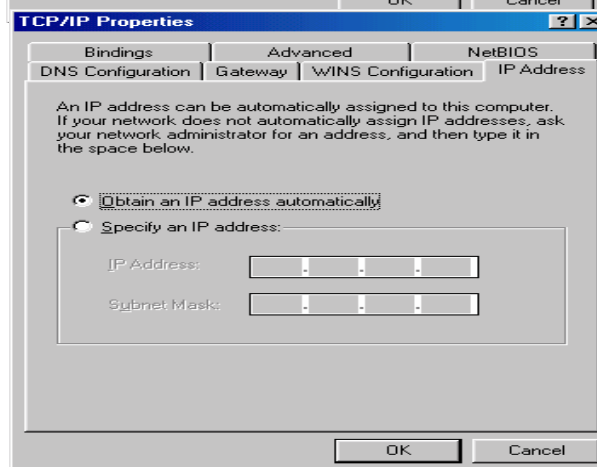 OK Cancel
TCP/IP Properties ?
Bindings Advanced NetBIOS
DNS Configuration Gateway WINS Configuration IP Address
An IP address can be automatically assigned to this computer.
If your network does not automatically assign IP addresses, ask
your network administrator for an address, and then type it in
the space below.
Obtain an IP address automatically
Specify an IP address:
IP Address:
. . .
Subnet Mask:
. . .
OK Cancel